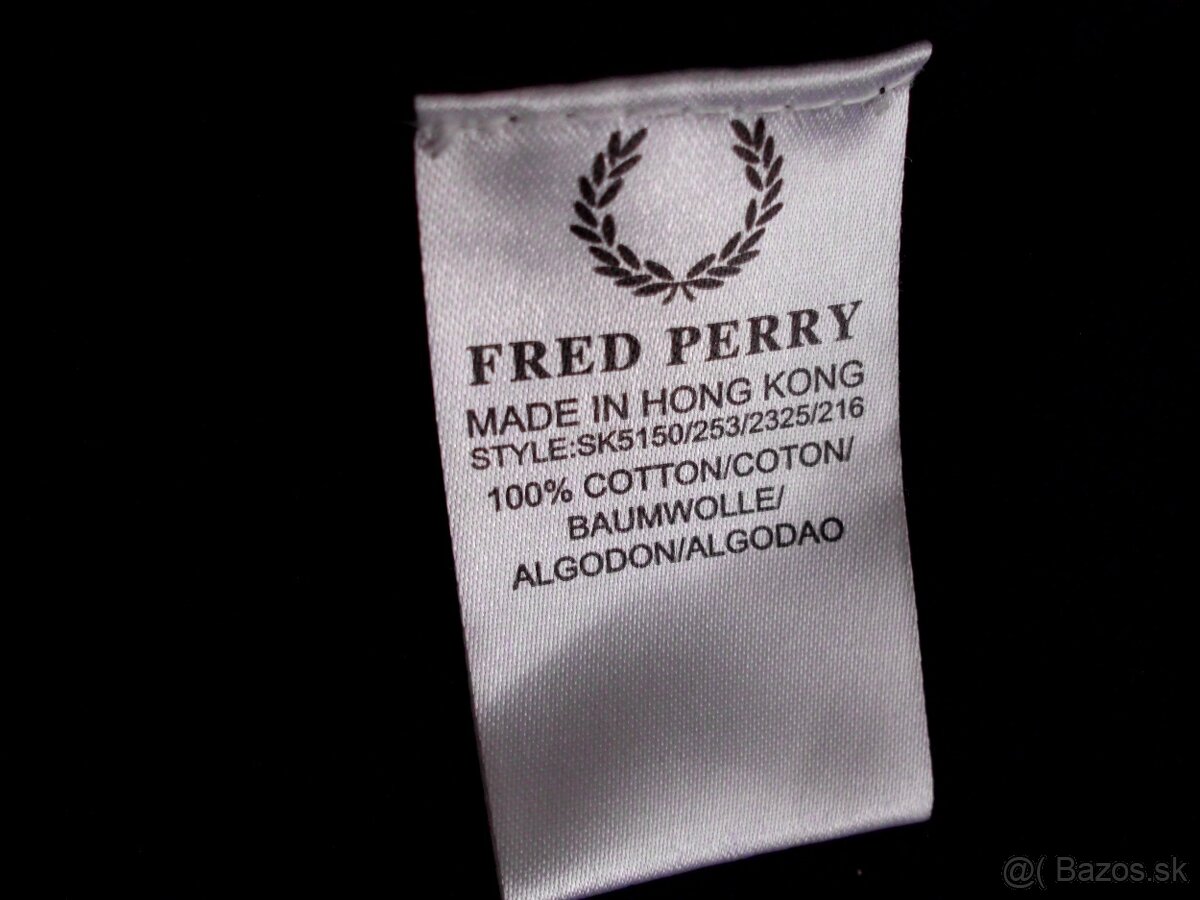 FRED PERRY
MADE IN HONG KONG
STYLE:SK5150/253/2325/216
100% COTTON/COTON/
BAUMWOLLE/
ALGODON/ALGODAO
@( Bazos.sk